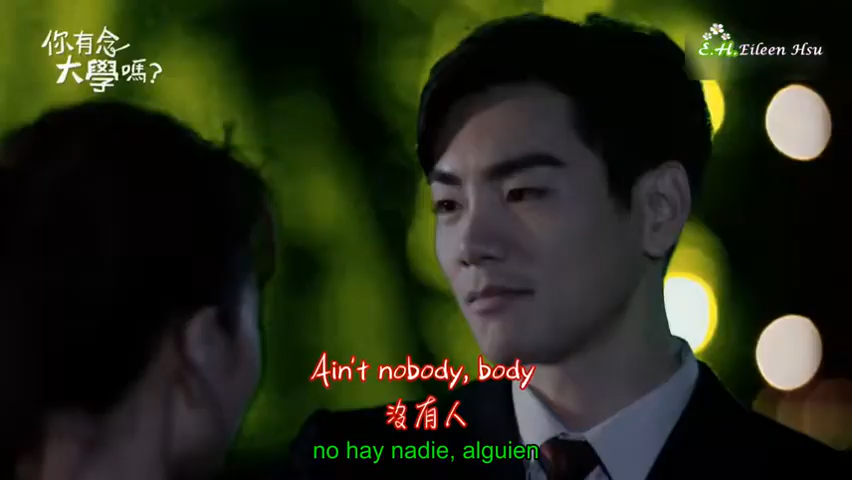 你有念
大學嗎?
E.H.Eileen Hsu
Ain't nobody, body
沒有人
no hay nadie, alguien